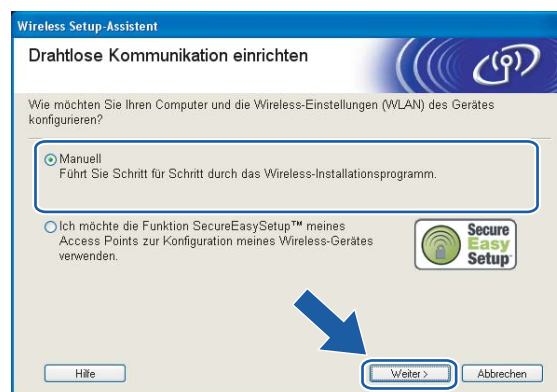 Wireless Setup-Assistent
Drahtlose Kommunikation einrichten
Wie möchten Sie Ihren Computer und die Wireless-Einstellungen (WLAN) des Gerätes
konfigurieren?
Manuell
Führt Sie Schritt für Schritt durch das Wireless-Installationsprogramm.
Ich möchte die Funktion SecureEasySetup™ meines
Access Points zur Konfiguration meines Wireless-Gerätes
verwenden.
Secure
Easy
Setup
Hilfe
Weiter >
Abbrechen